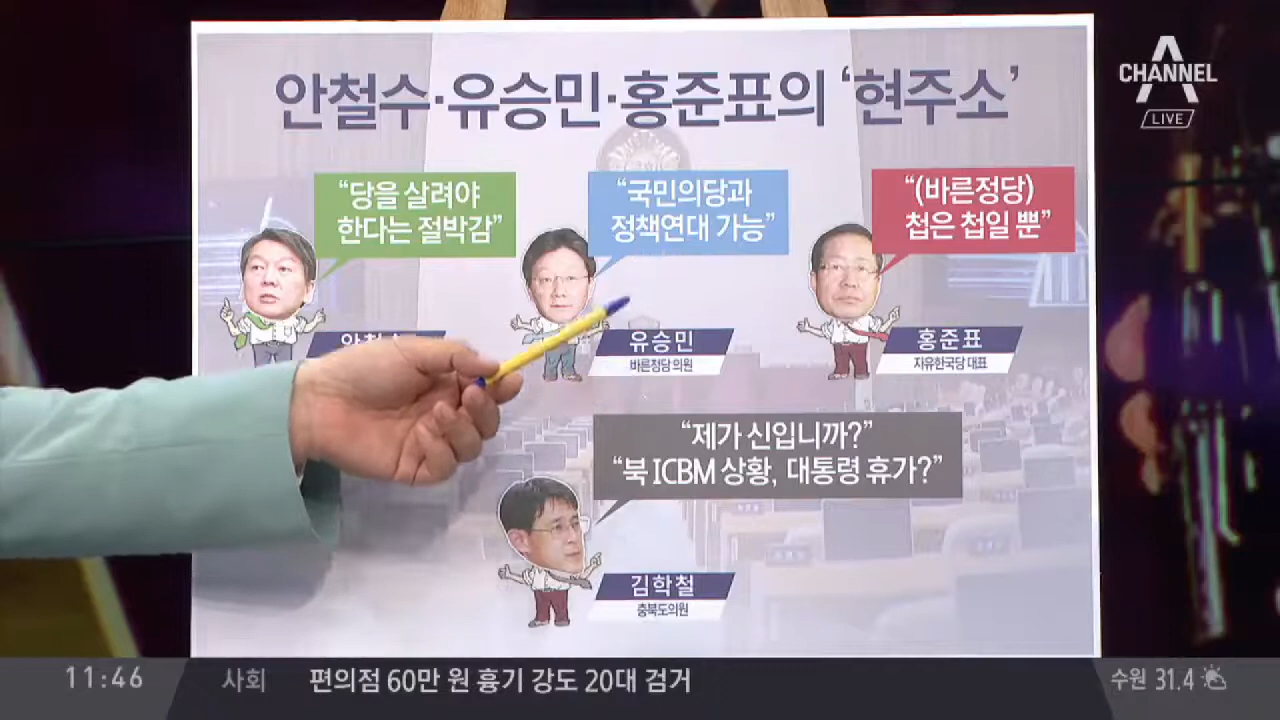 안철수·유승민·홍준표의 ‘현주소’
CHANNEL A
LIVE
“당을 살려야
한다는 절박감”
“국민의당과
정책연대 가능”
“(바른정당)
첩은 첩일 뿐”
유승민
바른정당 의원
홍준표
자유한국당 대표
“제가 신입니까?”
“북 ICBM 상황, 대통령 휴가?”
김학철
충북도의원
11:46
사회
편의점 60만 원 흉기 강도 20대 검거
수원 31.4